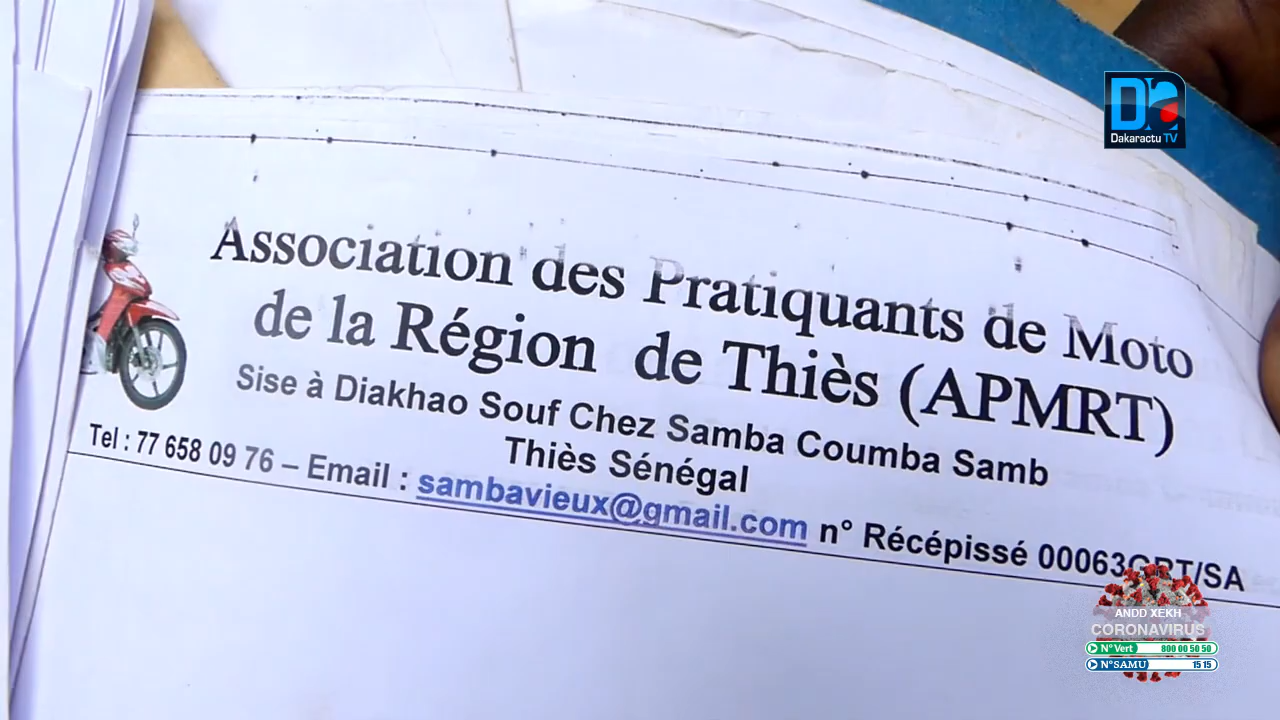 Dakaractu TV
Association des Pratiquants de Moto
de la Région de Thiès (APMRT)
Sise à Diakhao Souf Chez Samba Coumba Samb
Thiès Sénégal
Tel : 77 658 09 76 – Email : sambavieux@gmail.com n° Récépissé 00063GRT/SA
ANDD XEKH
CORONAVIRUS
N° Vert 800 00 50 50
N° SAMU 15 15